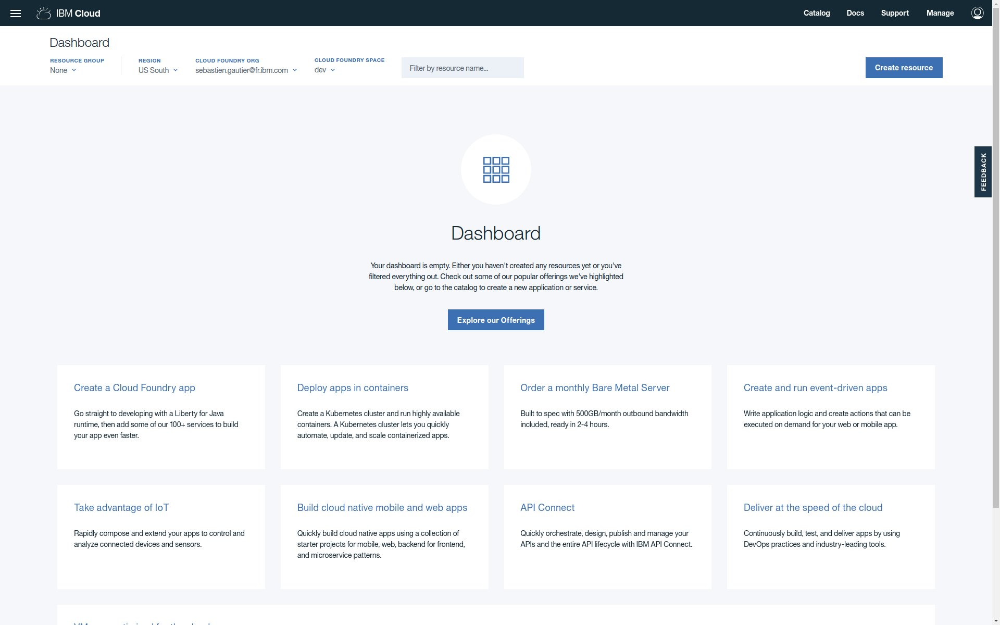 IBM Cloud
Catalog
Docs
Support
Manage
Dashboard
RESOURCE GROUP
None
REGION
US South
CLOUD FOUNDRY ORG
sebastien.gautier@fr.ibm.com
CLOUD FOUNDRY SPACE
dev
Filter by resource name...
Create resource
FEEDBACK
Dashboard
Your dashboard is empty. Either you haven't created any resources yet or you've
filtered everything out. Check out some of our popular offerings we've highlighted
below, or go to the catalog to create a new application or service.
Explore our Offerings
Create a Cloud Foundry app
Go straight to developing with a Liberty for Java
runtime, then add some of our 100+ services to build
your app even faster.
Deploy apps in containers
Create a Kubernetes cluster and run highly available
containers. A Kubernetes cluster lets you quickly
automate, update, and scale containerized apps.
Order a monthly Bare Metal Server
Built to spec with 500GB/month outbound bandwidth
included, ready in 2-4 hours.
Create and run event-driven apps
Write application logic and create actions that can be
executed on demand for your web or mobile app.
Take advantage of IoT
Rapidly compose and extend your apps to control and
analyze connected devices and sensors.
Build cloud native mobile and web apps
Quickly build cloud native apps using a collection of
starter projects for mobile, web, backend for frontend,
and microservice patterns.
API Connect
Quickly orchestrate, design, publish and manage your
APIs and the entire API lifecycle with IBM API Connect.
Deliver at the speed of the cloud
Continuously build, test, and deliver apps by using
DevOps practices and industry-leading tools.